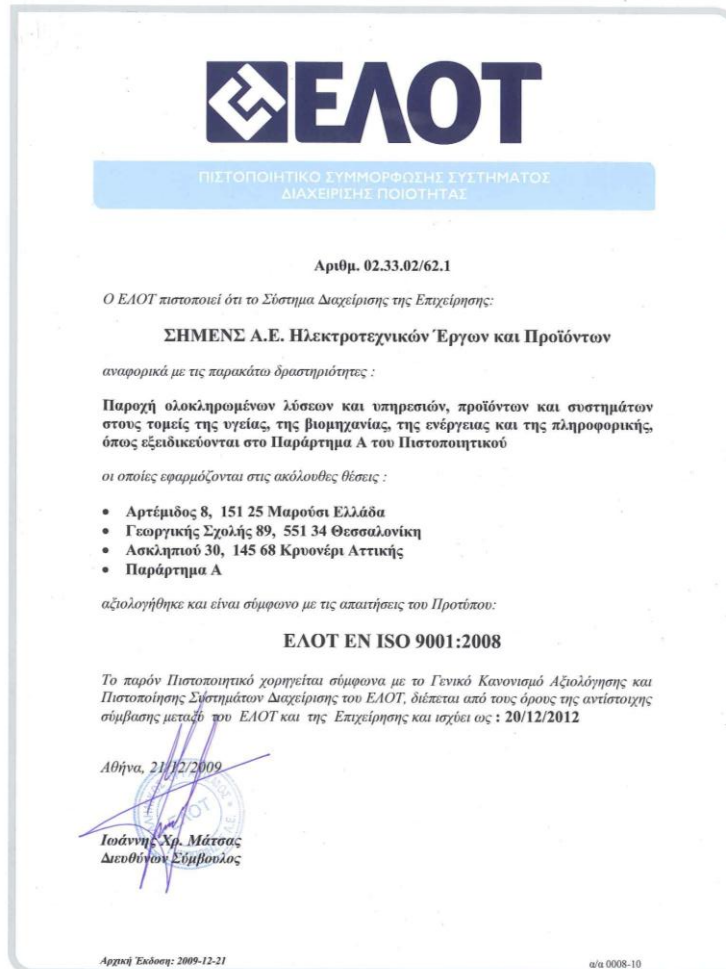 ΕΛΟΤ
ΠΙΣΤΟΠΟΙΗΤΙΚΟ ΣΥΜΜΟΡΦΩΣΗΣ ΣΥΣΤΗΜΑΤΟΣ
ΔΙΑΧΕΙΡΙΣΗΣ ΠΟΙΟΤΗΤΑΣ
Αριθμ. 02.33.02/62.1
Ο ΕΛΟΤ πιστοποιεί ότι το Σύστημα Διαχείρισης της Επιχείρησης:
ΣΗΜΕΝΣ Α.Ε. Ηλεκτροτεχνικών Έργων και Προϊόντων
αναφορικά με τις παρακάτω δραστηριότητες :
Παροχή ολοκληρωμένων λύσεων και υπηρεσιών, προϊόντων και συστημάτων
στους τομείς της υγείας, της βιομηχανίας, της ενέργειας και της πληροφορικής,
όπως εξειδικεύονται στο Παράρτημα Α του Πιστοποιητικού
οι οποίες εφαρμόζονται στις ακόλουθες θέσεις :
• Αρτέμιδος 8, 151 25 Μαρούσι Ελλάδα
• Γεωργικής Σχολής 89, 551 34 Θεσσαλονίκη
• Ασκληπιού 30, 145 68 Κρυονέρι Αττικής
• Παράρτημα Α
αξιολογήθηκε και είναι σύμφωνο με τις απαιτήσεις του Προτύπου:
ΕΛΟΤ EN ISO 9001:2008
Το παρόν Πιστοποιητικό χορηγείται σύμφωνα με το Γενικό Κανονισμό Αξιολόγησης και
Πιστοποίησης Συστημάτων Διαχείρισης του ΕΛΟΤ, διέπεται από τους όρους της αντίστοιχης
σύμβασης μεταξύ του ΕΛΟΤ και της Επιχείρησης και ισχύει ως : 20/12/2012
Αθήνα, 21/12/2009
ΕΛΟΤ
Ιωάννης Χρ. Μάτσας
Διευθύνων Σύμβουλος
Αρχική Έκδοση: 2009-12-21
α/α 0008-10